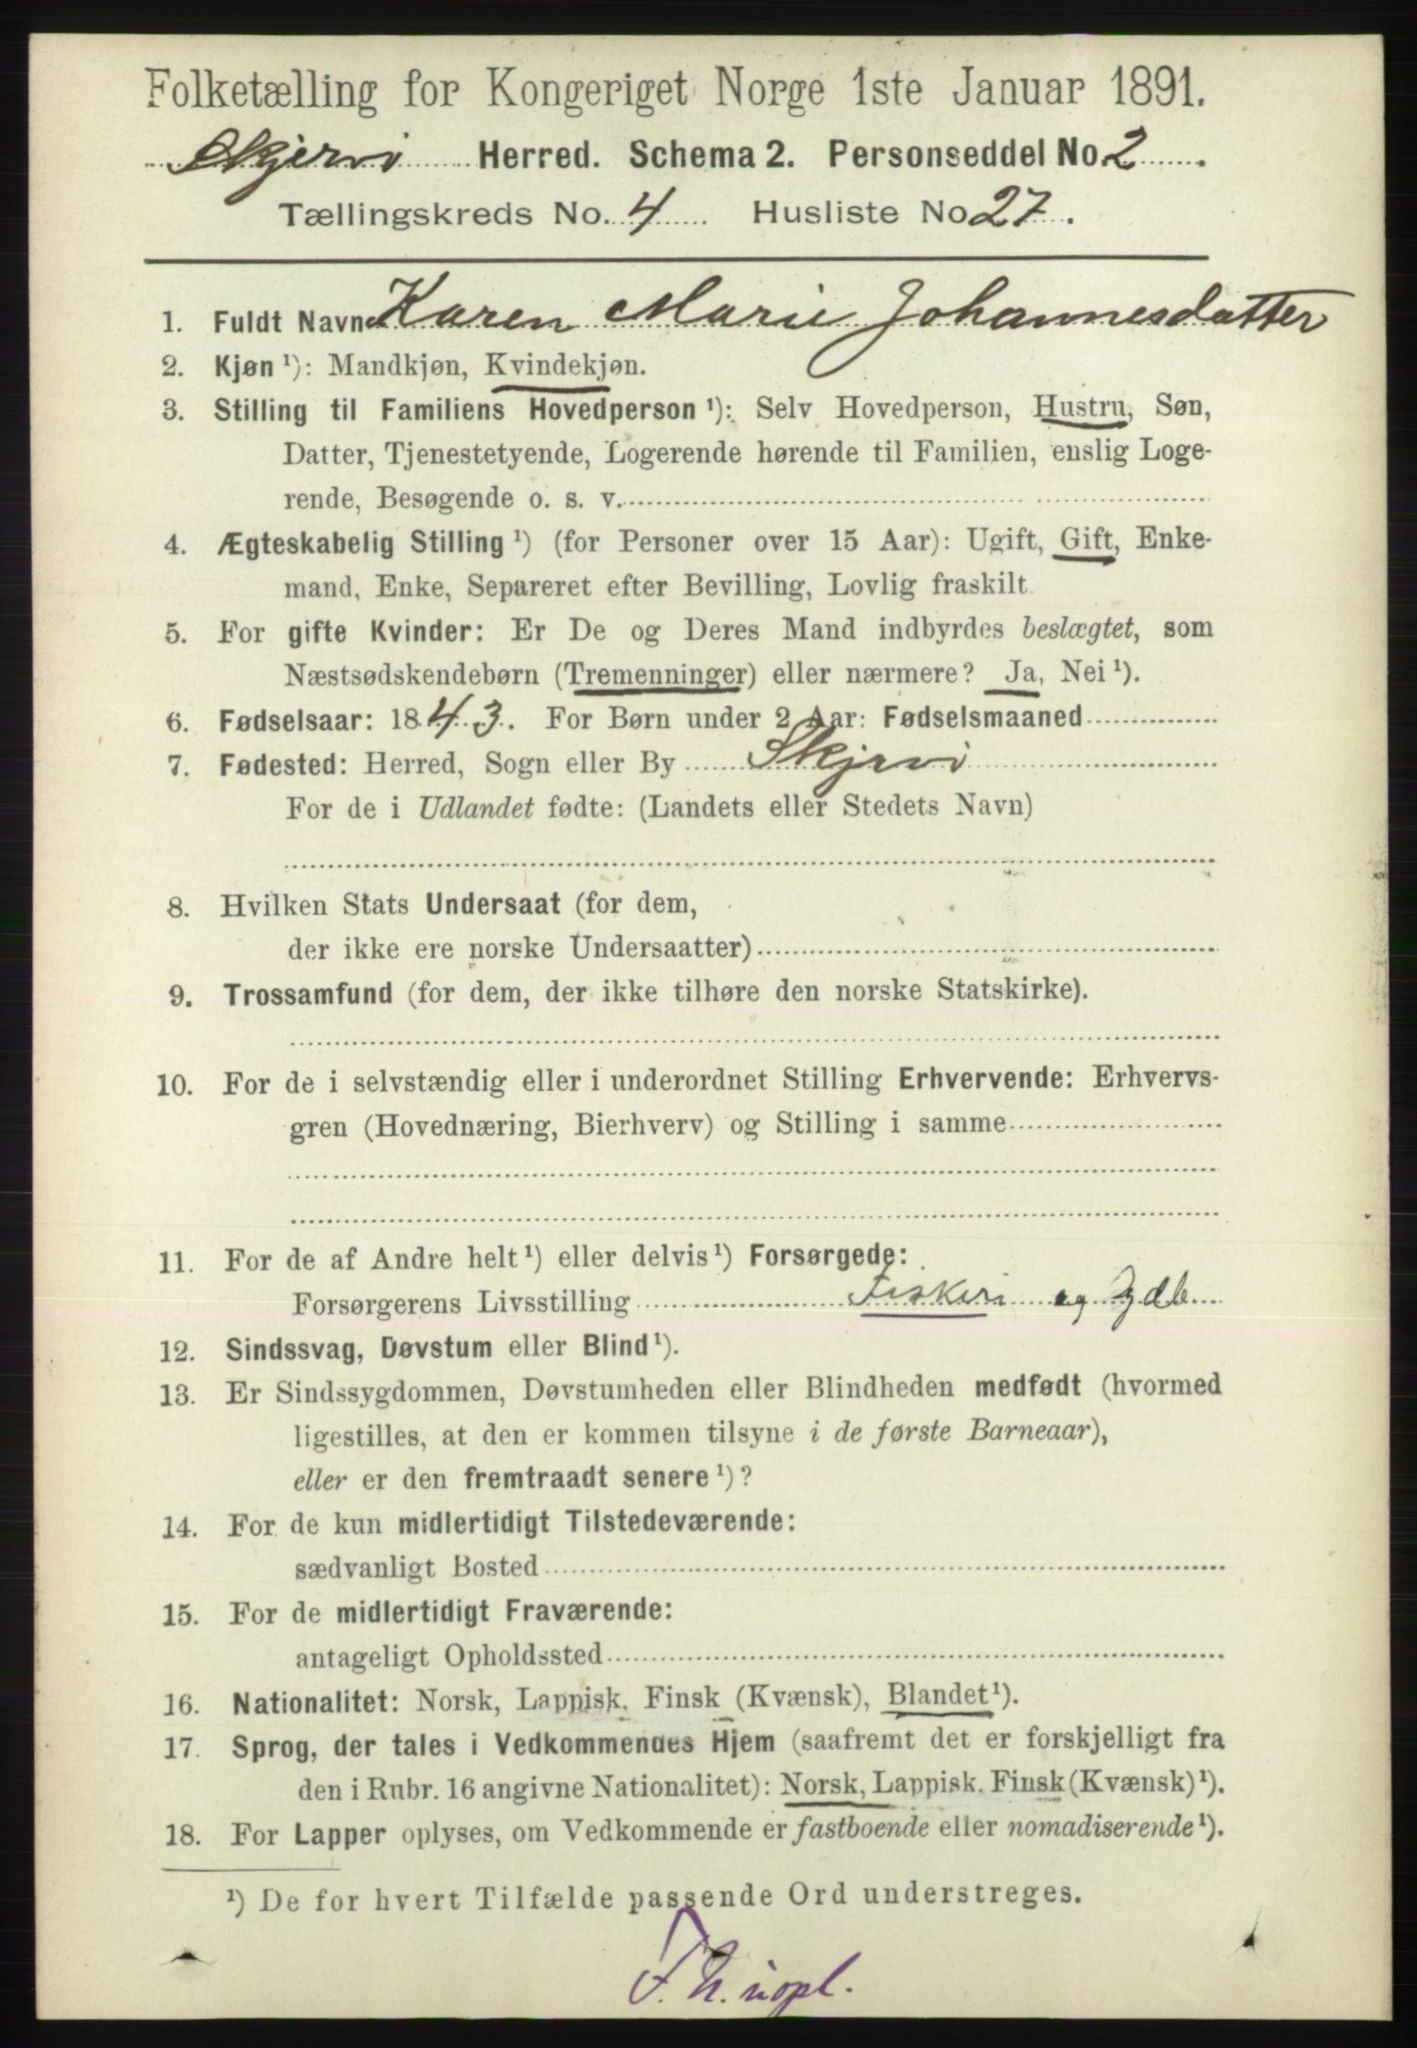 Folketælling for Kongeriget Norge 1ste Januar 1891.
Skjervø Herred. Schema 2. Personseddel No. 2.
Tællingskreds No. 4 Husliste No 27.
1. Fuldt Navn Karen Marie Johannesdatter
2. Kjøn ¹): Mandkjøn, Kvindekjøn.
3. Stilling til Familiens Hovedperson ¹): Selv Hovedperson, Hustru, Søn,
Datter, Tjenestetyende, Logerende hørende til Familien, enslig Loge-
rende, Besøgende o. s. v.
4. Ægteskabelig Stilling ¹) (for Personer over 15 Aar): Ugift, Gift, Enke-
mand, Enke, Separeret efter Bevilling, Lovlig fraskilt
5. For gifte Kvinder: Er De og Deres Mand indbyrdes beslægtet, som
Næstsødskendebørn (Tremenninger) eller nærmere? Ja, Nei ¹).
6. Fødselsaar: 1843. For Børn under 2 Aar: Fødselsmaaned
7. Fødested: Herred, Sogn eller By Skjervø
For de i Udlandet fødte: (Landets eller Stedets Navn)
8. Hvilken Stats Undersaat (for dem,
der ikke ere norske Undersaatter)
9. Trossamfund (for dem, der ikke tilhøre den norske Statskirke).
10. For de i selvstændig eller i underordnet Stilling Erhvervende: Erhvervs-
gren (Hovednæring, Bierhverv) og Stilling i samme
11. For de af Andre helt ¹) eller delvis ¹) Forsørgede:
Forsørgerens Livsstilling Fiskeri og
12. Sindssvag, Døvstum eller Blind ¹).
13. Er Sindssygdommen, Døvstumheden eller Blindheden medfødt (hvormed
ligestilles, at den er kommen tilsyne i de første Barneaar),
eller er den fremtraadt senere ¹)?
14. For de kun midlertidigt Tilstedeværende:
sædvanligt Bosted
15. For de midlertidigt Fraværende:
antageligt Opholdssted
16. Nationalitet: Norsk, Lappisk, Finsk (Kvænsk), Blandet ¹).
17. Sprog, der tales i Vedkommendes Hjem (saafremt det er forskjelligt fra
den i Rubr. 16 angivne Nationalitet): Norsk, Lappisk, Finsk (Kvænsk) ¹).
18. For Lapper oplyses, om Vedkommende er fastboende eller nomadiserende ¹).
¹) De for hvert Tilfælde passende Ord understreges.